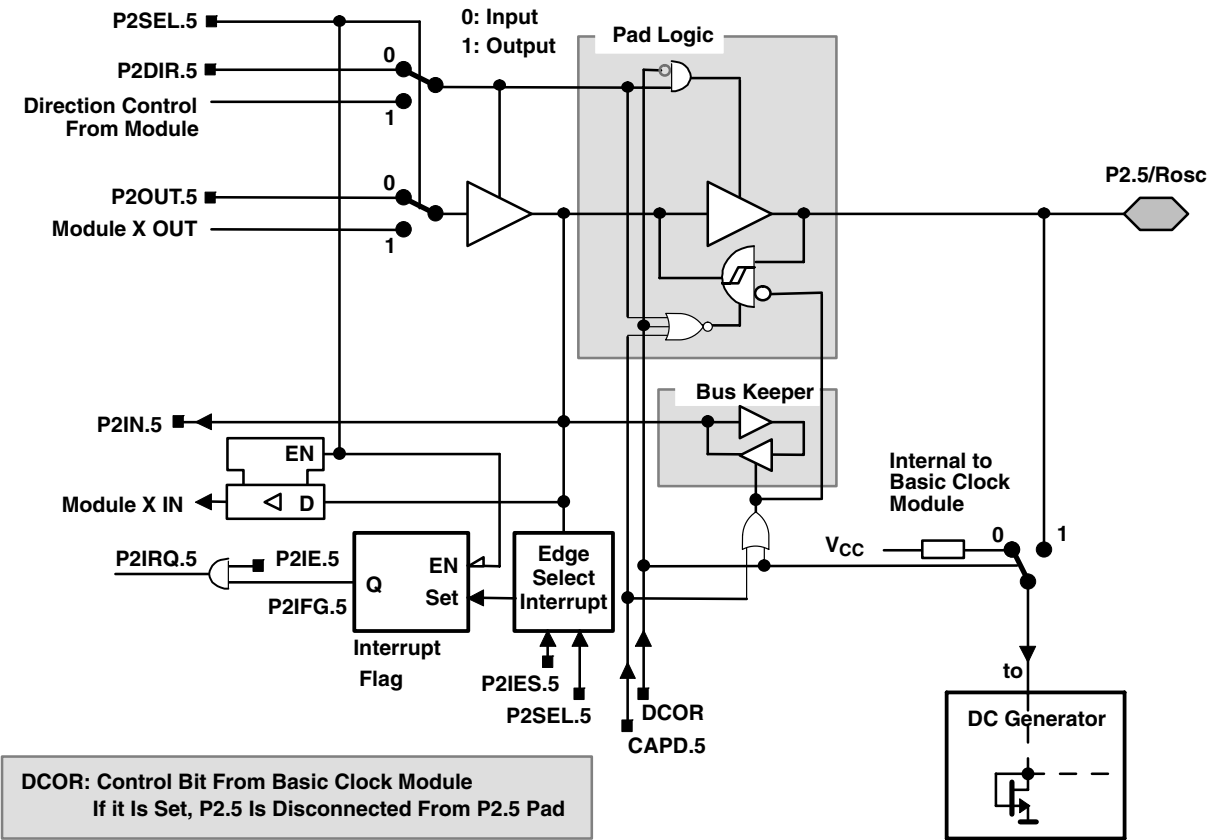 P2SEL.5
0: Input
1: Output
Pad Logic
P2DIR.5
0
Direction Control
From Module
1
P2OUT.5
0
Module X OUT
1
P2.5/Rosc
Bus Keeper
P2IN.5
EN
Module X IN
D
Internal to
Basic Clock
Module
VCC
0
1
P2IRQ.5
P2IE.5
P2IFG.5
Q
EN
Set
Interrupt
Flag
Edge
Select
Interrupt
P2IES.5
P2SEL.5
DCOR
CAPD.5
to
DC Generator
DCOR: Control Bit From Basic Clock Module
If it Is Set, P2.5 Is Disconnected From P2.5 Pad